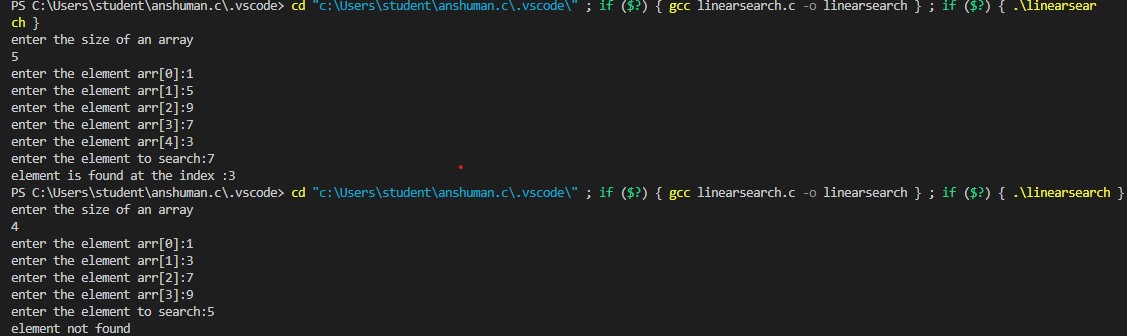 PS C:\Users\student\anshuman.c\.vscode> cd "c:\Users\student\anshuman.c\.vscode\" ; if ($?) { gcc linearsearch.c -o linearsearch } ; if ($?) { .\linearsear
ch }
enter the size of an array
5
enter the element arr[0]:1
enter the element arr[1]:5
enter the element arr[2]:9
enter the element arr[3]:7
enter the element arr[4]:3
enter the element to search:7
element is found at the index :3
PS C:\Users\student\anshuman.c\.vscode> cd "c:\Users\student\anshuman.c\.vscode\" ; if ($?) { gcc linearsearch.c -o linearsearch } ; if ($?) { .\linearsearch }
enter the size of an array
4
enter the element arr[0]:1
enter the element arr[1]:3
enter the element arr[2]:7
enter the element arr[3]:9
enter the element to search:5
element not found